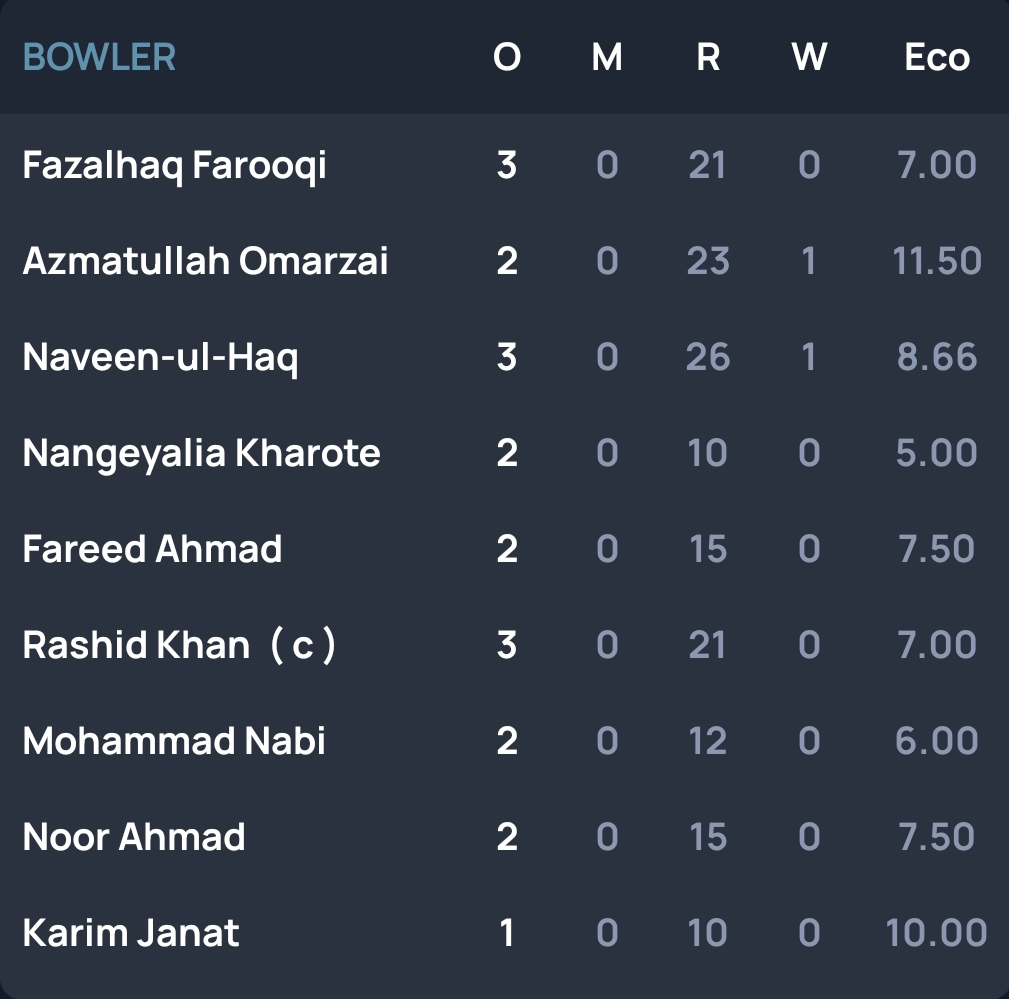 BOWLER O M R W Eco
Fazalhaq Farooqi 3 0 21 0 7.00
Azmatullah Omarzai 2 0 23 1 11.50
Naveen-ul-Haq 3 0 26 1 8.66
Nangeyalia Kharote 2 0 10 0 5.00
Fareed Ahmad 2 0 15 0 7.50
Rashid Khan ( c ) 3 0 21 0 7.00
Mohammad Nabi 2 0 12 0 6.00
Noor Ahmad 2 0 15 0 7.50
Karim Janat 1 0 10 0 10.00